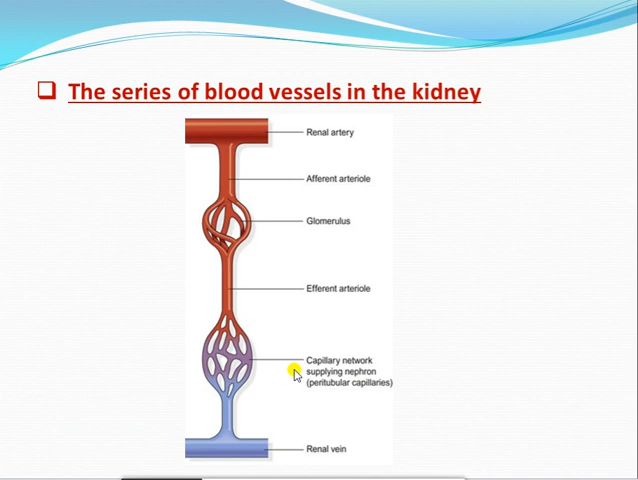 The series of blood vessels in the kidney
Renal artery
Afferent arteriole
Glomerulus
Efferent arteriole
Capillary network
supplying nephron
(peritubular capillaries)
Renal vein